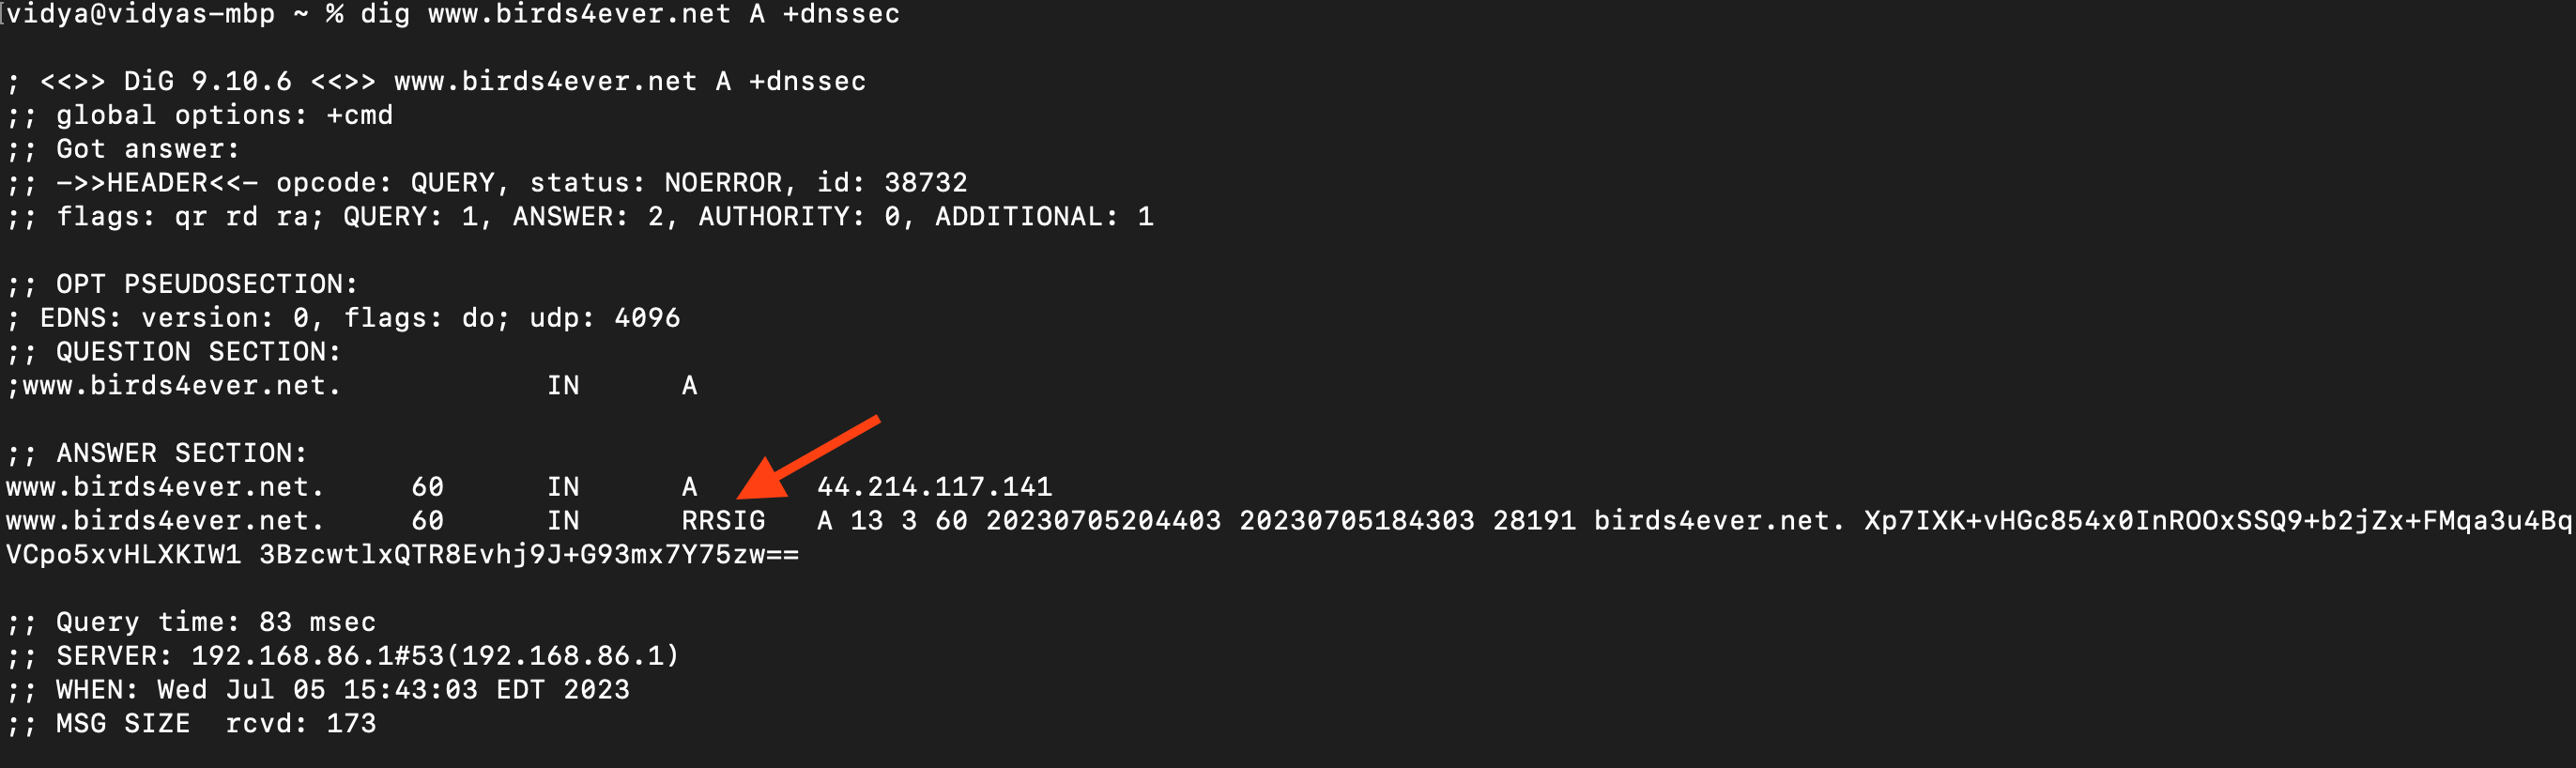 vidya@vidyas-mbp ~ % dig www.birds4ever.net A +dnssec
; <<>> DiG 9.10.6 <<>> www.birds4ever.net A +dnssec
;; global options: +cmd
;; Got answer:
;; ->>HEADER<<- opcode: QUERY, status: NOERROR, id: 38732
;; flags: qr rd ra; QUERY: 1, ANSWER: 2, AUTHORITY: 0, ADDITIONAL: 1
;; OPT PSEUDOSECTION:
; EDNS: version: 0, flags: do; udp: 4096
;; QUESTION SECTION:
;www.birds4ever.net. IN A
;; ANSWER SECTION:
www.birds4ever.net. 60 IN A 44.214.117.141
www.birds4ever.net. 60 IN RRSIG A 13 3 60 20230705204403 20230705184303 28191 birds4ever.net. Xp7IXK+vHGc854x0InROOxSSQ9+b2jZx+FMqa3u4Bq
VCpo5xvHLXKIW1 3BzcwtlxQTR8Evhj9J+G93mx7Y75zw==
;; Query time: 83 msec
;; SERVER: 192.168.86.1#53(192.168.86.1)
;; WHEN: Wed Jul 05 15:43:03 EDT 2023
;; MSG SIZE rcvd: 173